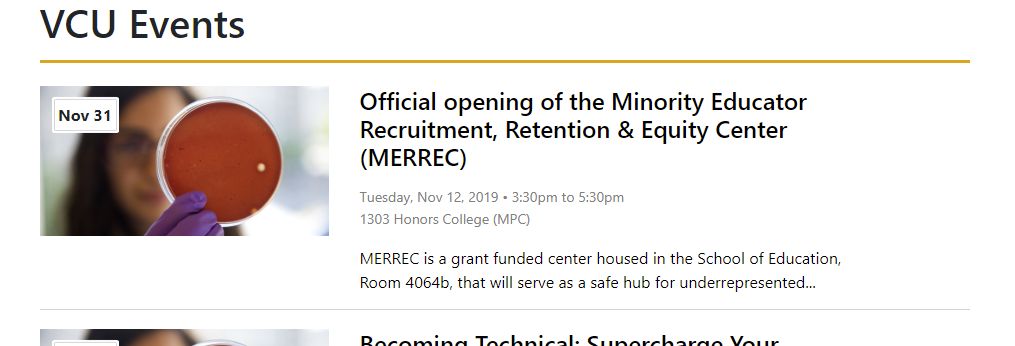 VCU Events
Nov 31
Official opening of the Minority Educator
Recruitment, Retention & Equity Center
(MERREC)
Tuesday, Nov 12, 2019 • 3:30pm to 5:30pm
1303 Honors College (MPC)
MERREC is a grant funded center housed in the School of Education,
Room 4064b, that will serve as a safe hub for underrepresented...
Becoming Technical: Supercharge Your